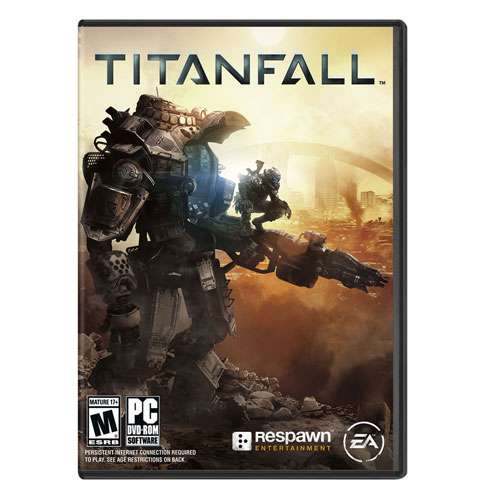 TITANFALL™
MATURE 17+
M
ESRB
PC
DVD-ROM
SOFTWARE
Respawn
ENTERTAINMENT
EA
PERSISTENT INTERNET CONNECTION REQUIRED
TO PLAY. SEE AGE RESTRICTIONS ON BACK.